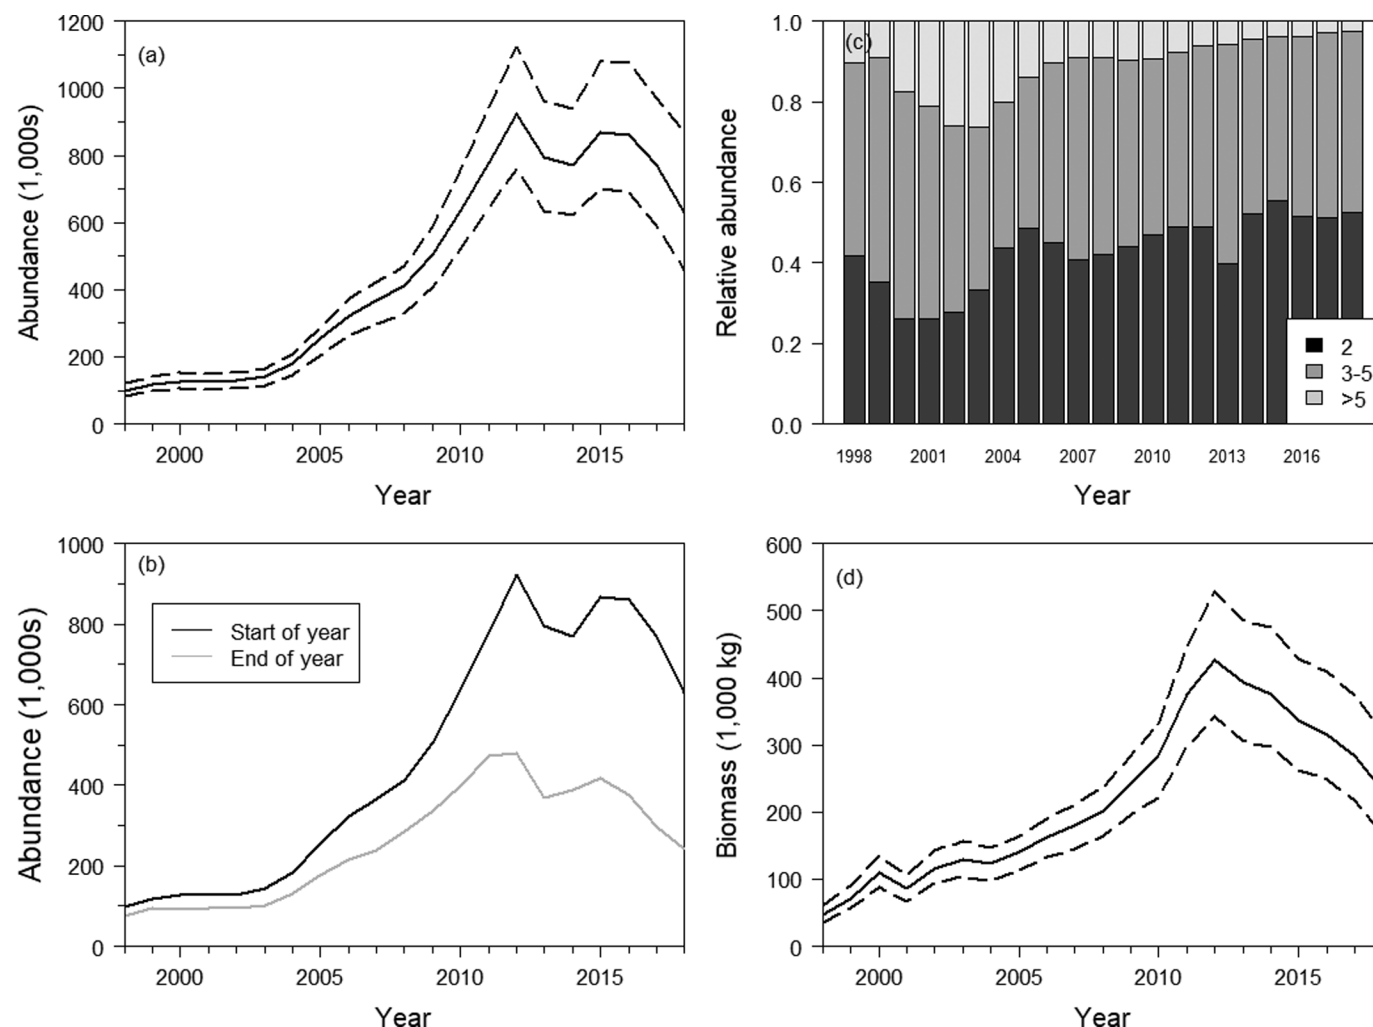 (a)
Abundance (1,000s)
1200
1000
800
600
400
200
0
2000 2005 2010 2015
Year
(c)
Relative abundance
1.0
0.8
0.6
0.4
0.2
0.0
2
3-5
>5
1998 2001 2004 2007 2010 2013 2016
Year
(b)
Abundance (1,000s)
1000
800
600
400
200
0
Start of year
End of year
2000 2005 2010 2015
Year
(d)
Biomass (1,000 kg)
600
500
400
300
200
100
0
2000 2005 2010 2015
Year